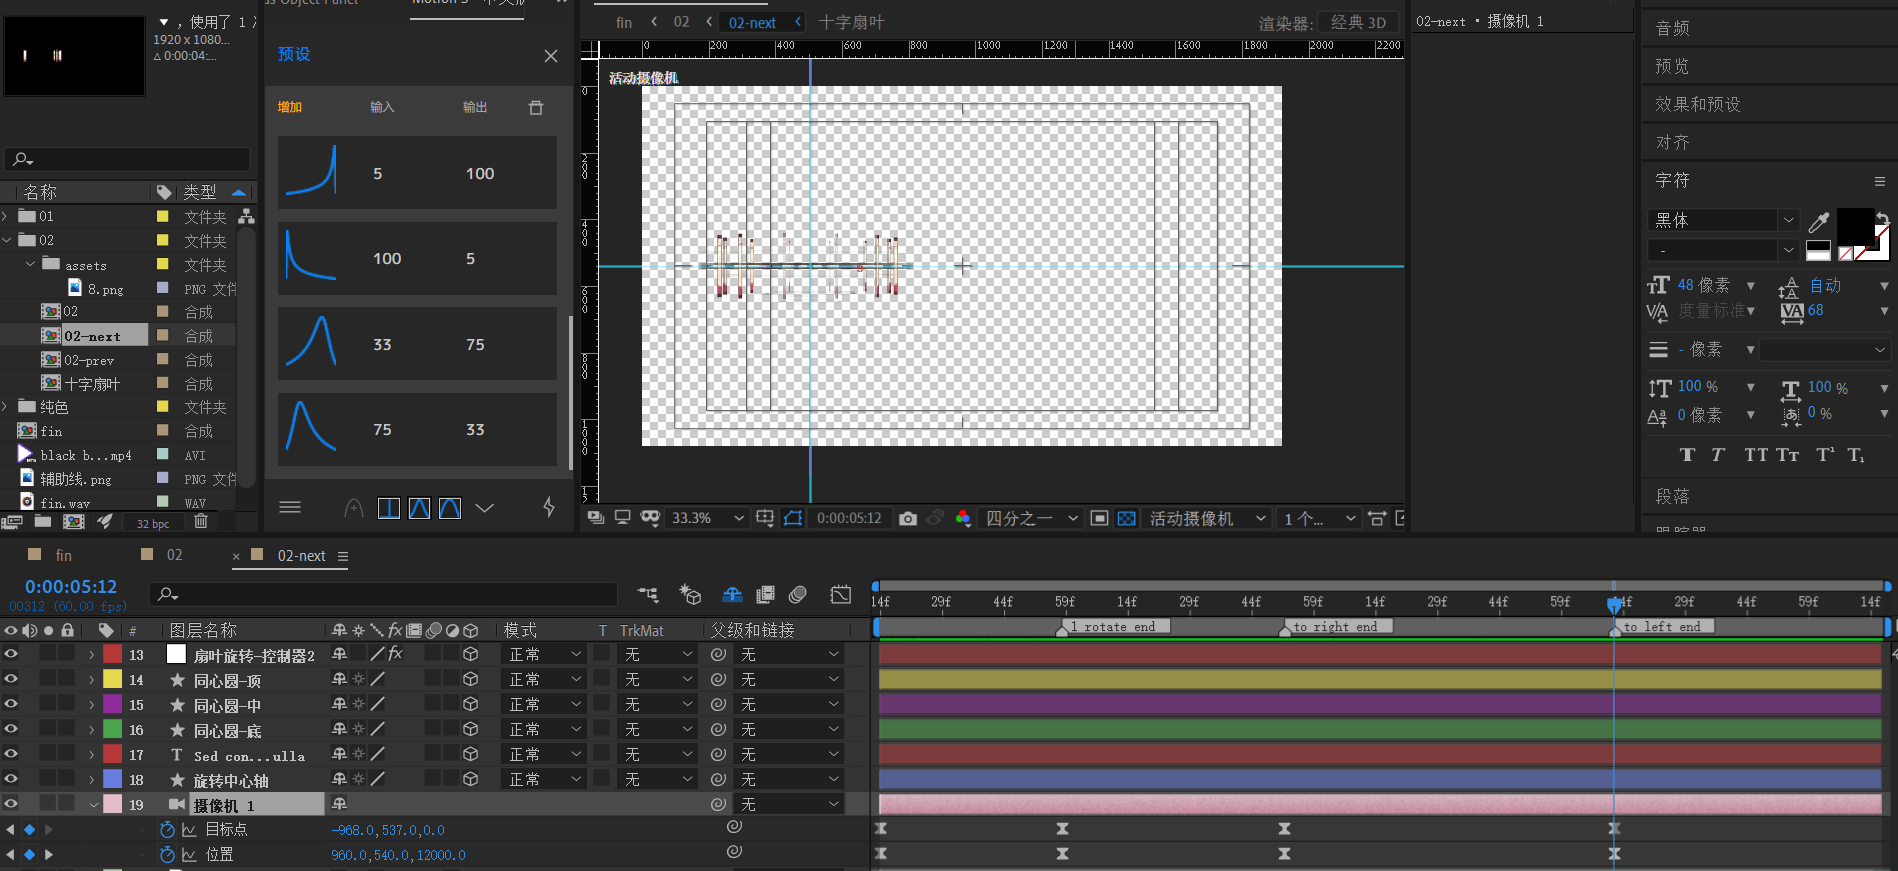 ，使用了 1
1920 x 1080...
△ 0:00:04:...
名称
类型
01
文件夹
02
文件夹
assets
文件夹
8.png
PNG 文件
02
合成
02-next
合成
02-prev
合成
十字扇叶
合成
纯色
文件夹
fin
合成
black b...mp4
AVI
辅助线.png
PNG 文件
fin.wav
WAV
32 bpc
s Object Panel
Motion 3 - 中文版
预设
增加
输入
输出
5
100
100
5
33
75
75
33
fin
02
02-next
十字扇叶
渲染器:
经典 3D
0 200 400 600 800 1000 1200 1400 1600 1800 2000 2200
活动摄像机
33.3%
0:00:05:12
四分之一
活动摄像机
1 个...
02-next · 摄像机 1
音频
预览
效果和预设
对齐
字符
黑体
-
48 像素
自动
度量标准
68
- 像素
100 %
100 %
0 像素
0 %
段落
跟踪器
fin
02
× 02-next
0:00:05:12
00312 (60.00 fps)
#
图层名称
模式
T TrkMat
父级和链接
14f 29f 44f 59f 14f 29f 44f 59f 14f 29f 44f 59f 14f 29f 59f 14f
1 rotate end
to right end
to left end
13 扇叶旋转-控制器2 正常 无 无
14 同心圆-顶 正常 无 无
15 同心圆-中 正常 无 无
16 同心圆-底 正常 无 无
17 T Sed con...ulla 正常 无 无
18 旋转中心轴 正常 无 无
19 摄像机 1 无
目标点 -968.0,537.0,0.0
位置 960.0,540.0,12000.0